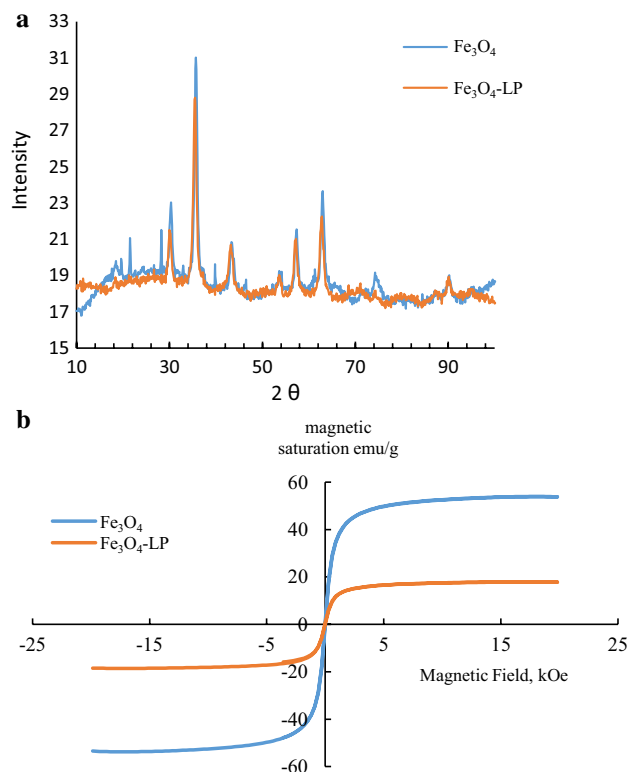 a
Fe₃O₄
Fe₃O₄-LP
Intensity
33
31
29
27
25
23
21
19
17
15
10 30 50 70 90
2 θ
b
magnetic
saturation emu/g
Fe₃O₄
Fe₃O₄-LP
60
40
20
0
-20
-40
-60
-25 -15 -5 5 15 25
Magnetic Field, kOe